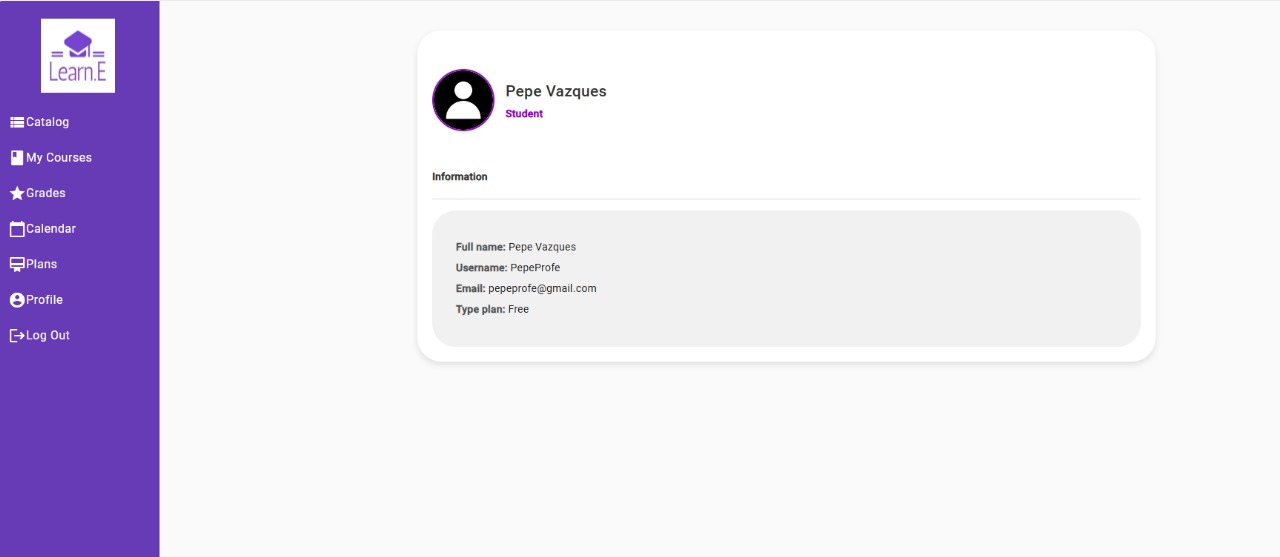 Learn.E
Catalog
My Courses
Grades
Calendar
Plans
Profile
Log Out
Pepe Vazques
Student
Information
Full name: Pepe Vazques
Username: PepeProfe
Email: pepeprofe@gmail.com
Type plan: Free